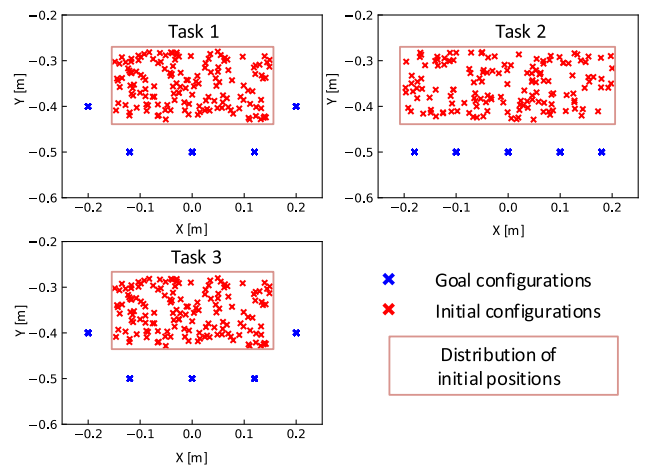 Task 1
−0.2
−0.3
−0.4
−0.5
−0.6
Y [m]
−0.2
−0.1
0.0
0.1
0.2
X [m]
Task 2
−0.2
−0.3
−0.4
−0.5
−0.6
Y [m]
−0.2
−0.1
0.0
0.1
0.2
X [m]
Task 3
−0.2
−0.3
−0.4
−0.5
−0.6
Y [m]
−0.2
−0.1
0.0
0.1
0.2
X [m]
Goal configurations
Initial configurations
Distribution of
initial positions